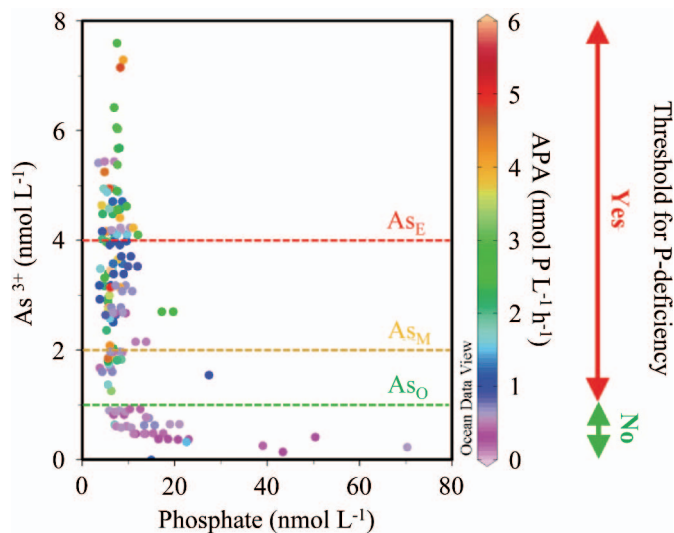 8
6
4
2
0
As 3+ (nmol L-1)
0
20
40
60
80
Phosphate (nmol L-1)
AsE
AsM
AsO
Ocean Data View
6
5
4
3
2
1
0
APA (nmol P L-1 h-1)
Yes
No
Threshold for P-deficiency